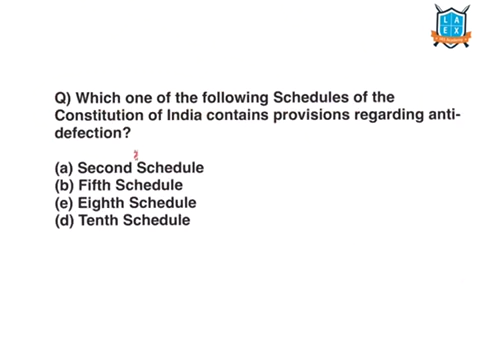 L A
E X
Q) Which one of the following Schedules of the
Constitution of India contains provisions regarding anti-
defection?
(a) Second Schedule
(b) Fifth Schedule
(e) Eighth Schedule
(d) Tenth Schedule